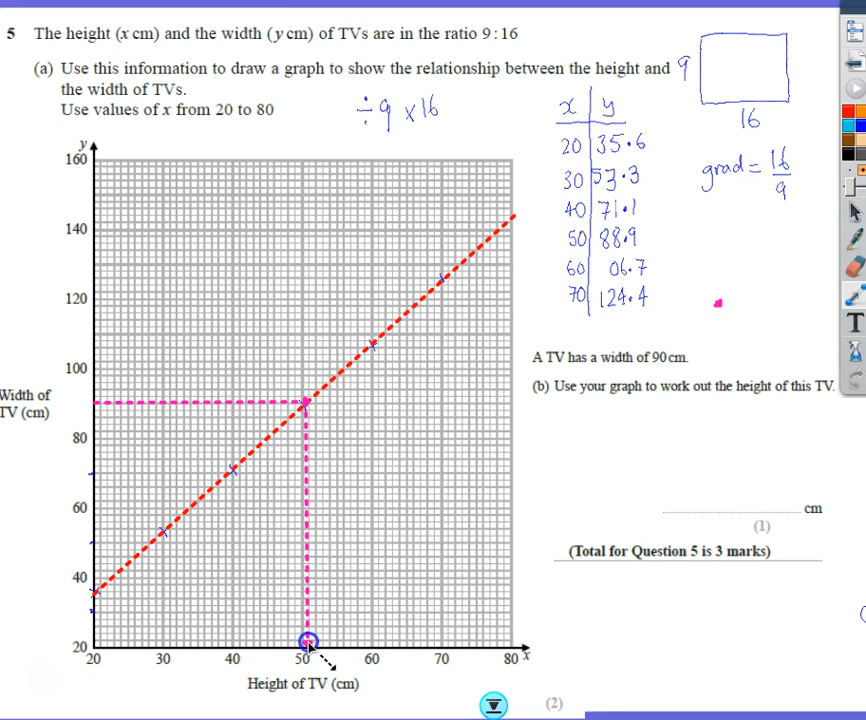 5 The height (x cm) and the width (y cm) of TVs are in the ratio 9 : 16
(a) Use this information to draw a graph to show the relationship between the height and
the width of TVs.
Use values of x from 20 to 80
÷ 9 × 16
9
16
grad = 16/9
x y
20 35.6
30 53.3
40 71.1
50 88.9
60 06.7
70 124.4
y
160
140
120
100
80
60
40
20
Width of
TV (cm)
20 30 40 50 60 70 80 x
Height of TV (cm)
A TV has a width of 90 cm.
(b) Use your graph to work out the height of this TV.
cm
(1)
(Total for Question 5 is 3 marks)
(2)
T